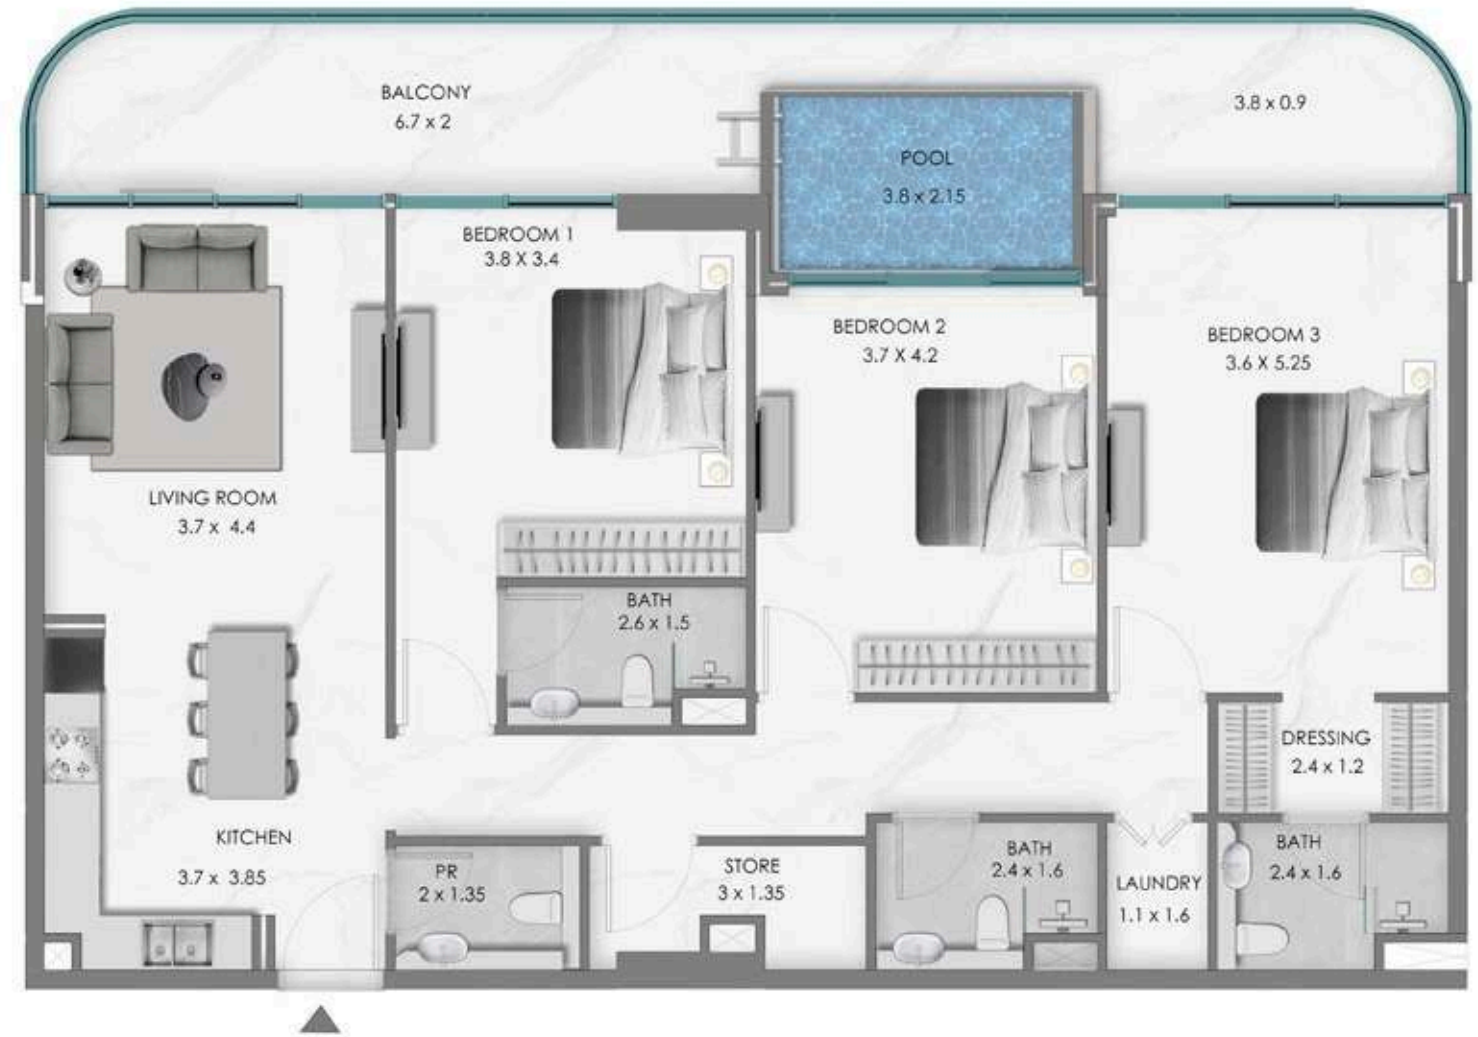 BALCONY
6.7 x 2
3.8 x 0.9
POOL
3.8 x 2.15
BEDROOM 1
3.8 X 3.4
BEDROOM 2
3.7 X 4.2
BEDROOM 3
3.6 X 5.25
LIVING ROOM
3.7 x 4.4
BATH
2.6 x 1.5
DRESSING
2.4 x 1.2
KITCHEN
3.7 x 3.85
PR
2 x 1.35
STORE
3 x 1.35
BATH
2.4 x 1.6
LAUNDRY
1.1 x 1.6
BATH
2.4 x 1.6